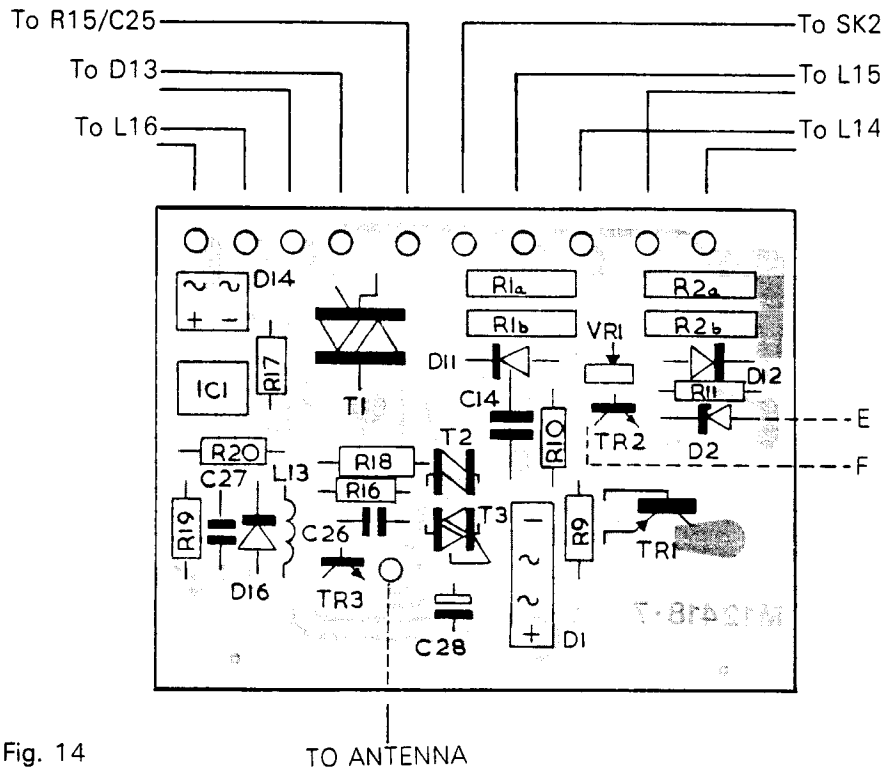 To R15/C25
To SK2
To D13
To L15
To L16
To L14
D14
R1a
R2a
R1b
R2b
VR1
R17
D11
D12
IC1
R11
T1
C14
E
TR2
D2
R10
T2
F
R20
R18
L13
C27
R16
T3
R19
C26
R9
TR1
D16
TR3
M12418-7
C28
D1
Fig. 14
TO ANTENNA